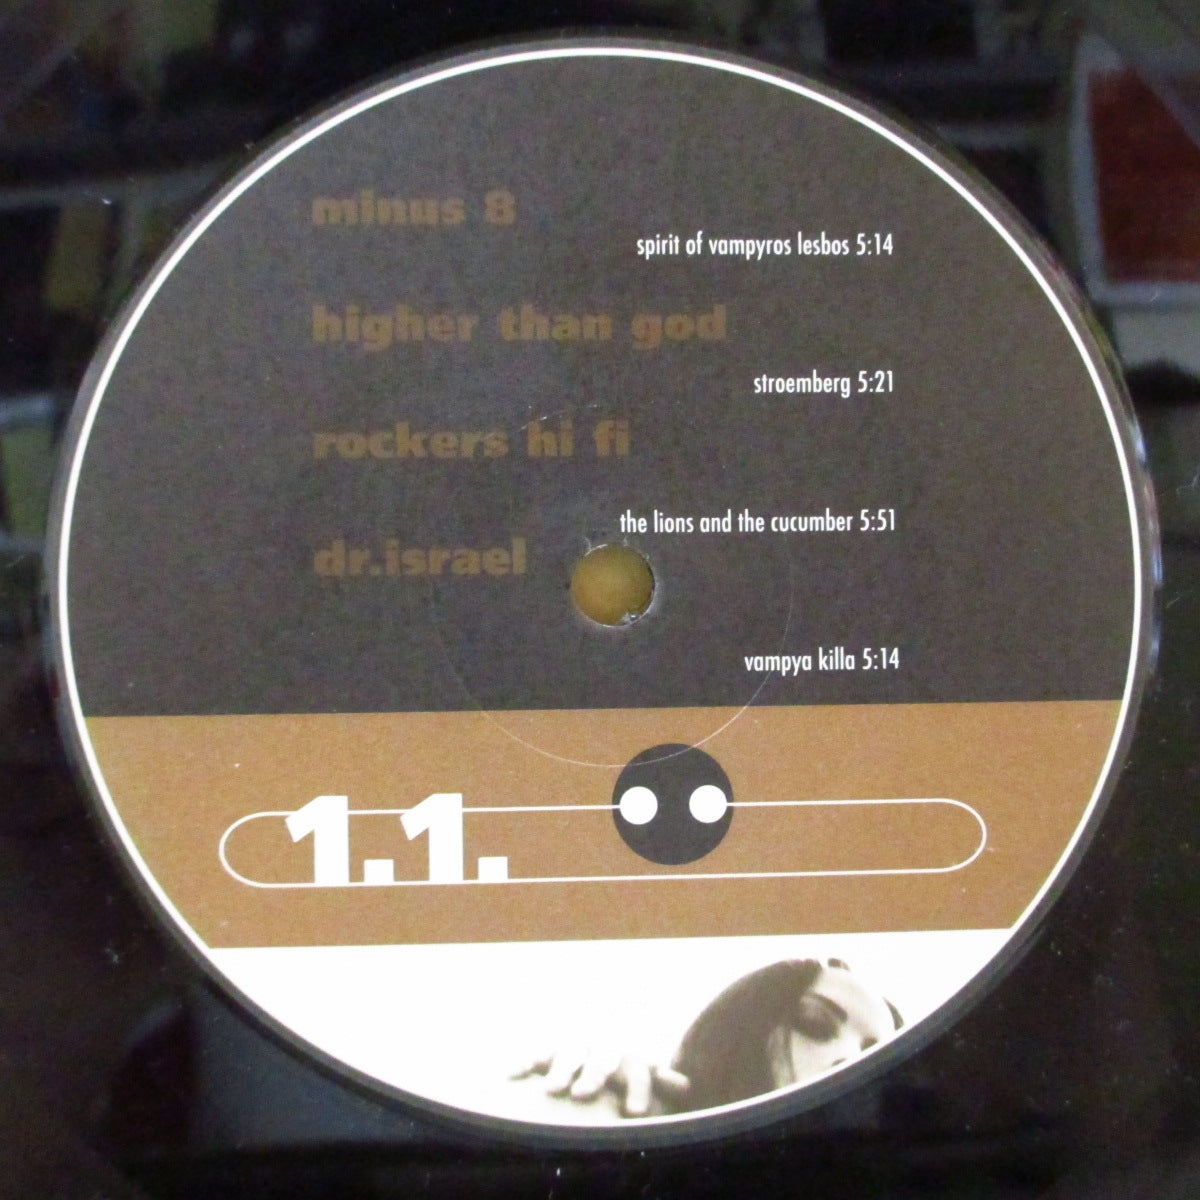 minus 8
spirit of vampyros lesbos 5:14
higher than god
stroemberg 5:21
rockers hi fi
the lions and the cucumber 5:51
dr.israel
vampya killa 5:14
1.1.